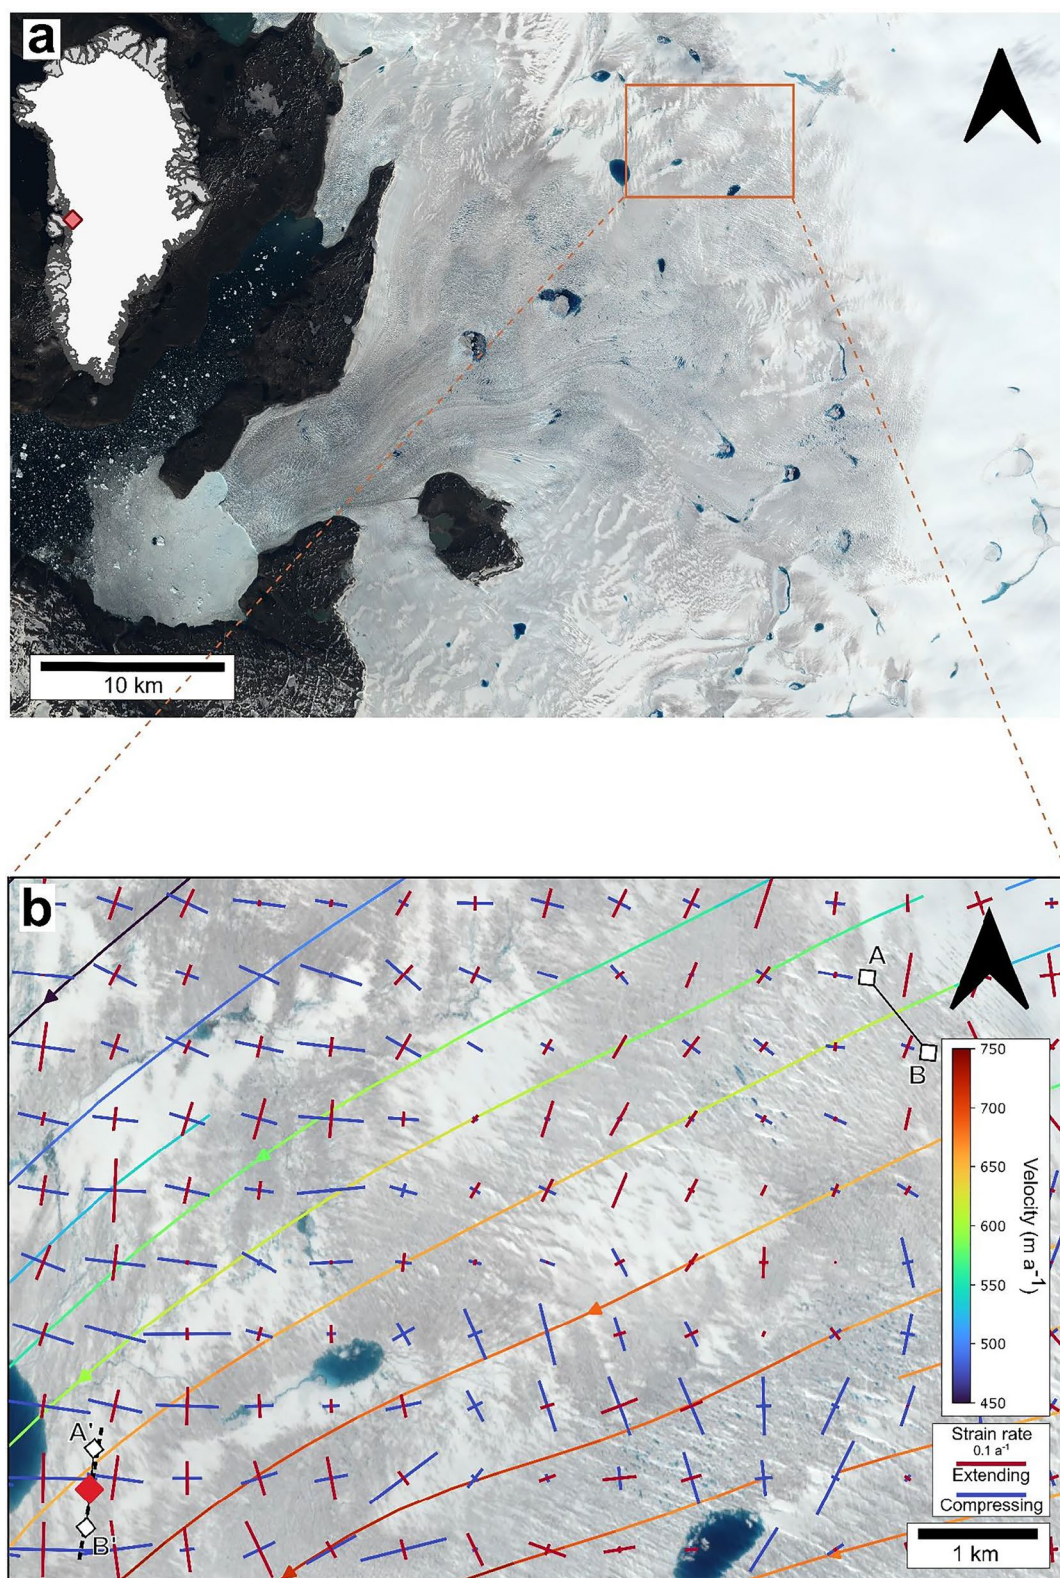 a
10 km
b
A
B
750
700
650
600
550
500
450
Velocity (m a⁻¹)
Strain rate
0.1 a⁻¹
Extending
Compressing
A'
B'
1 km